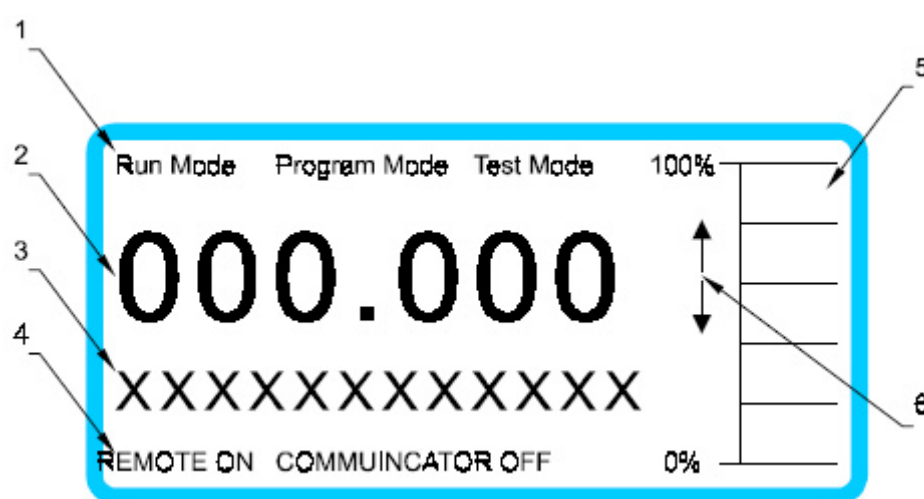 1
5
2
Run Mode Program Mode Test Mode 100%
000.000
3
4
XXXXXXXXXXXX
6
REMOTE ON COMMUINCATOR OFF 0%